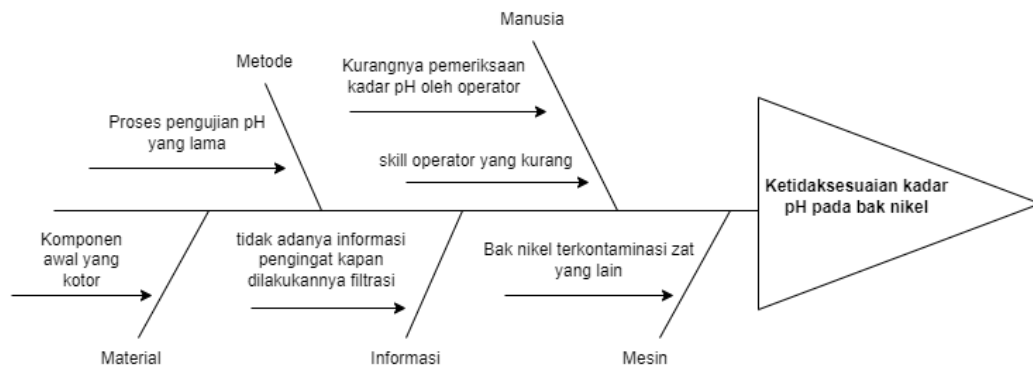 Manusia
Metode
Kurangnya pemeriksaan
kadar pH oleh operator
Proses pengujian pH
yang lama
skill operator yang kurang
Ketidaksesuaian kadar
pH pada bak nikel
Komponen
awal yang
kotor
tidak adanya informasi
pengingat kapan
dilakukannya filtrasi
Bak nikel terkontaminasi zat
yang lain
Material
Informasi
Mesin